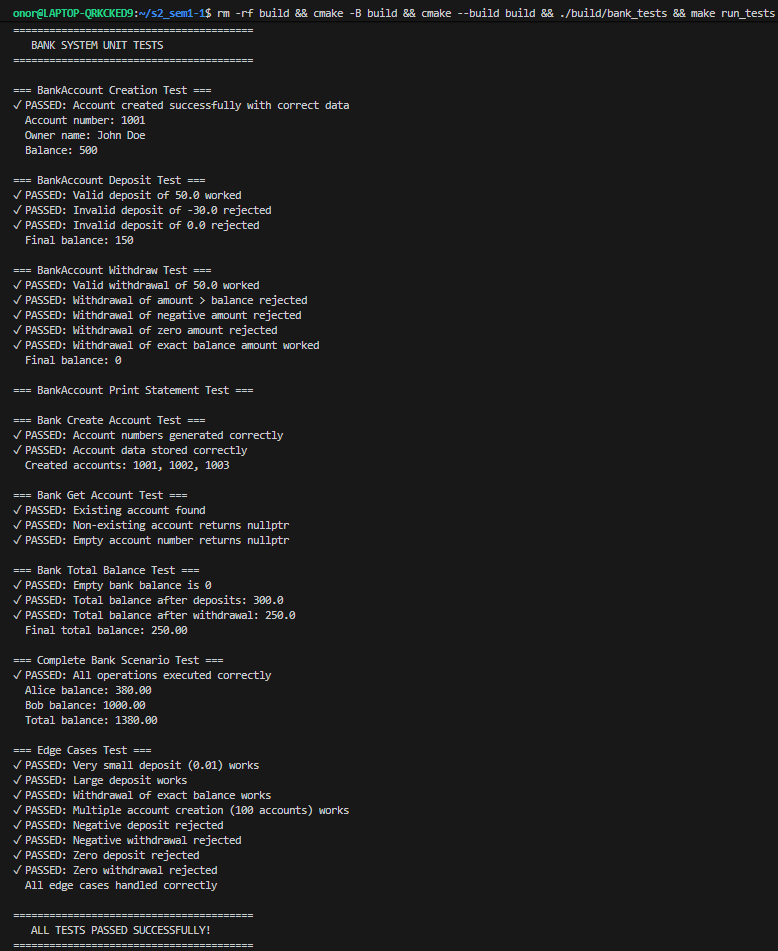 onor@LAPTOP-QRKCKED9:~/s2_sem1-1$ rm -rf build && cmake -B build && cmake --build build && ./build/bank_tests && make run_tests
========================================
   BANK SYSTEM UNIT TESTS
========================================

=== BankAccount Creation Test ===
✓ PASSED: Account created successfully with correct data
  Account number: 1001
  Owner name: John Doe
  Balance: 500

=== BankAccount Deposit Test ===
✓ PASSED: Valid deposit of 50.0 worked
✓ PASSED: Invalid deposit of -30.0 rejected
✓ PASSED: Invalid deposit of 0.0 rejected
  Final balance: 150

=== BankAccount Withdraw Test ===
✓ PASSED: Valid withdrawal of 50.0 worked
✓ PASSED: Withdrawal of amount > balance rejected
✓ PASSED: Withdrawal of negative amount rejected
✓ PASSED: Withdrawal of zero amount rejected
✓ PASSED: Withdrawal of exact balance amount worked
  Final balance: 0

=== BankAccount Print Statement Test ===

=== Bank Create Account Test ===
✓ PASSED: Account numbers generated correctly
✓ PASSED: Account data stored correctly
  Created accounts: 1001, 1002, 1003

=== Bank Get Account Test ===
✓ PASSED: Existing account found
✓ PASSED: Non-existing account returns nullptr
✓ PASSED: Empty account number returns nullptr

=== Bank Total Balance Test ===
✓ PASSED: Empty bank balance is 0
✓ PASSED: Total balance after deposits: 300.0
✓ PASSED: Total balance after withdrawal: 250.0
  Final total balance: 250.00

=== Complete Bank Scenario Test ===
✓ PASSED: All operations executed correctly
  Alice balance: 380.00
  Bob balance: 1000.00
  Total balance: 1380.00

=== Edge Cases Test ===
✓ PASSED: Very small deposit (0.01) works
✓ PASSED: Large deposit works
✓ PASSED: Withdrawal of exact balance works
✓ PASSED: Multiple account creation (100 accounts) works
✓ PASSED: Negative deposit rejected
✓ PASSED: Negative withdrawal rejected
✓ PASSED: Zero deposit rejected
✓ PASSED: Zero withdrawal rejected
  All edge cases handled correctly

========================================
   ALL TESTS PASSED SUCCESSFULLY!
========================================